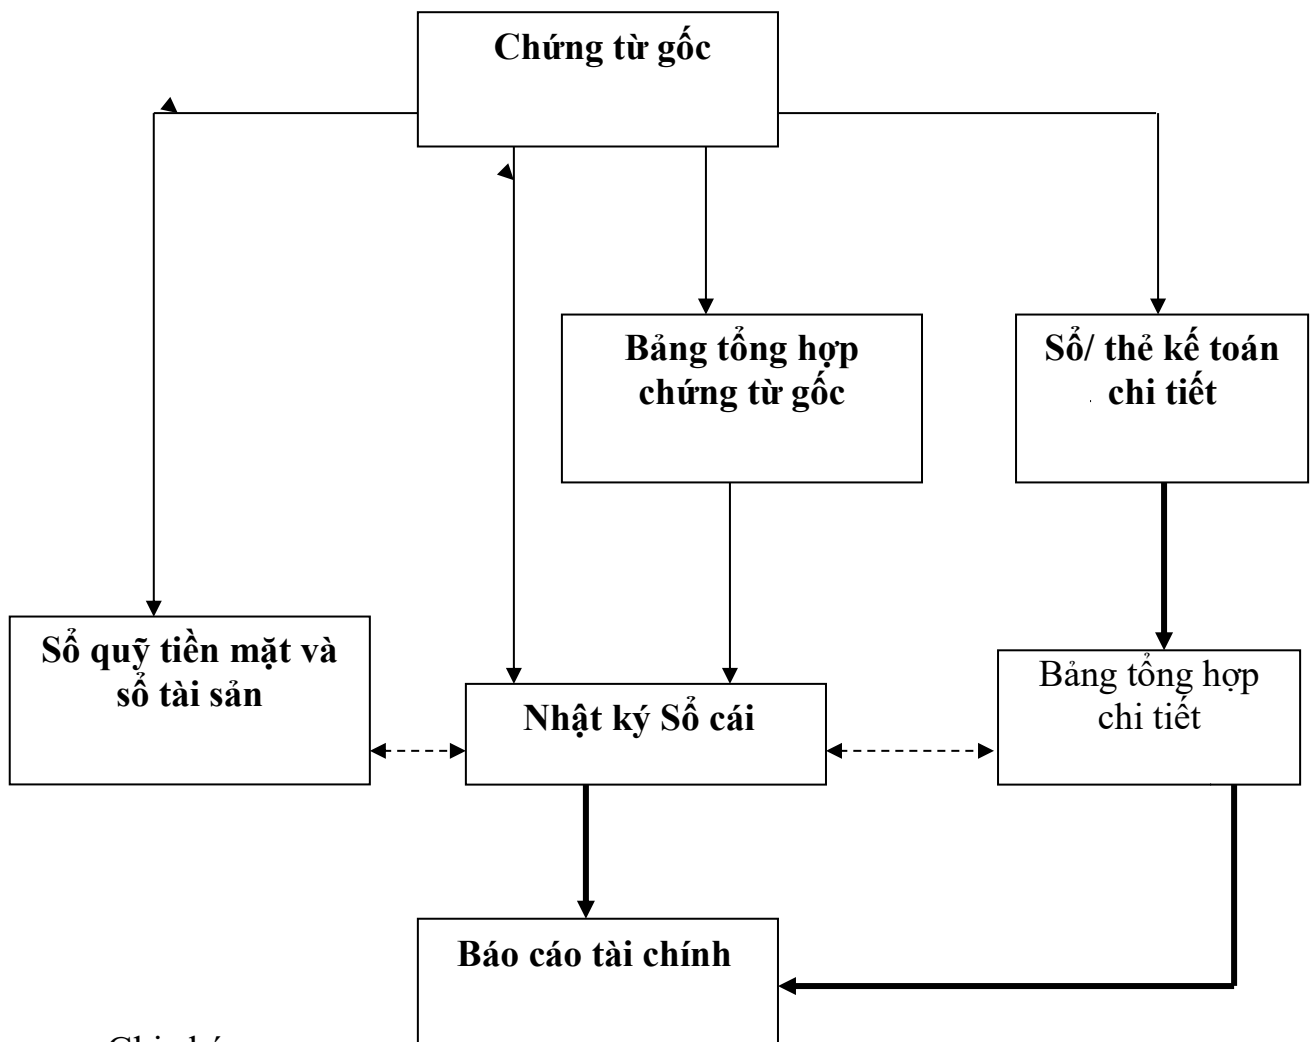 Chứng từ gốc
Bảng tổng hợp
chứng từ gốc
Sổ/ thẻ kế toán
chi tiết
Sổ quỹ tiền mặt và
sổ tài sản
Nhật ký Sổ cái
Bảng tổng hợp
chi tiết
Báo cáo tài chính